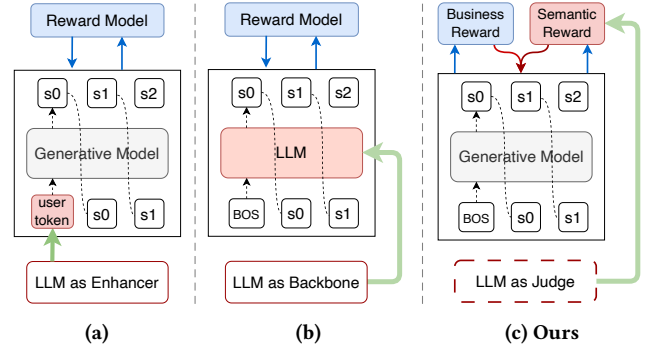 Reward Model
s0
s1
s2
Generative Model
user
token
s0
s1
LLM as Enhancer
(a)
Reward Model
s0
s1
s2
LLM
BOS
s0
s1
LLM as Backbone
(b)
Business
Reward
Semantic
Reward
s0
s1
s2
Generative Model
BOS
s0
s1
LLM as Judge
(c) Ours